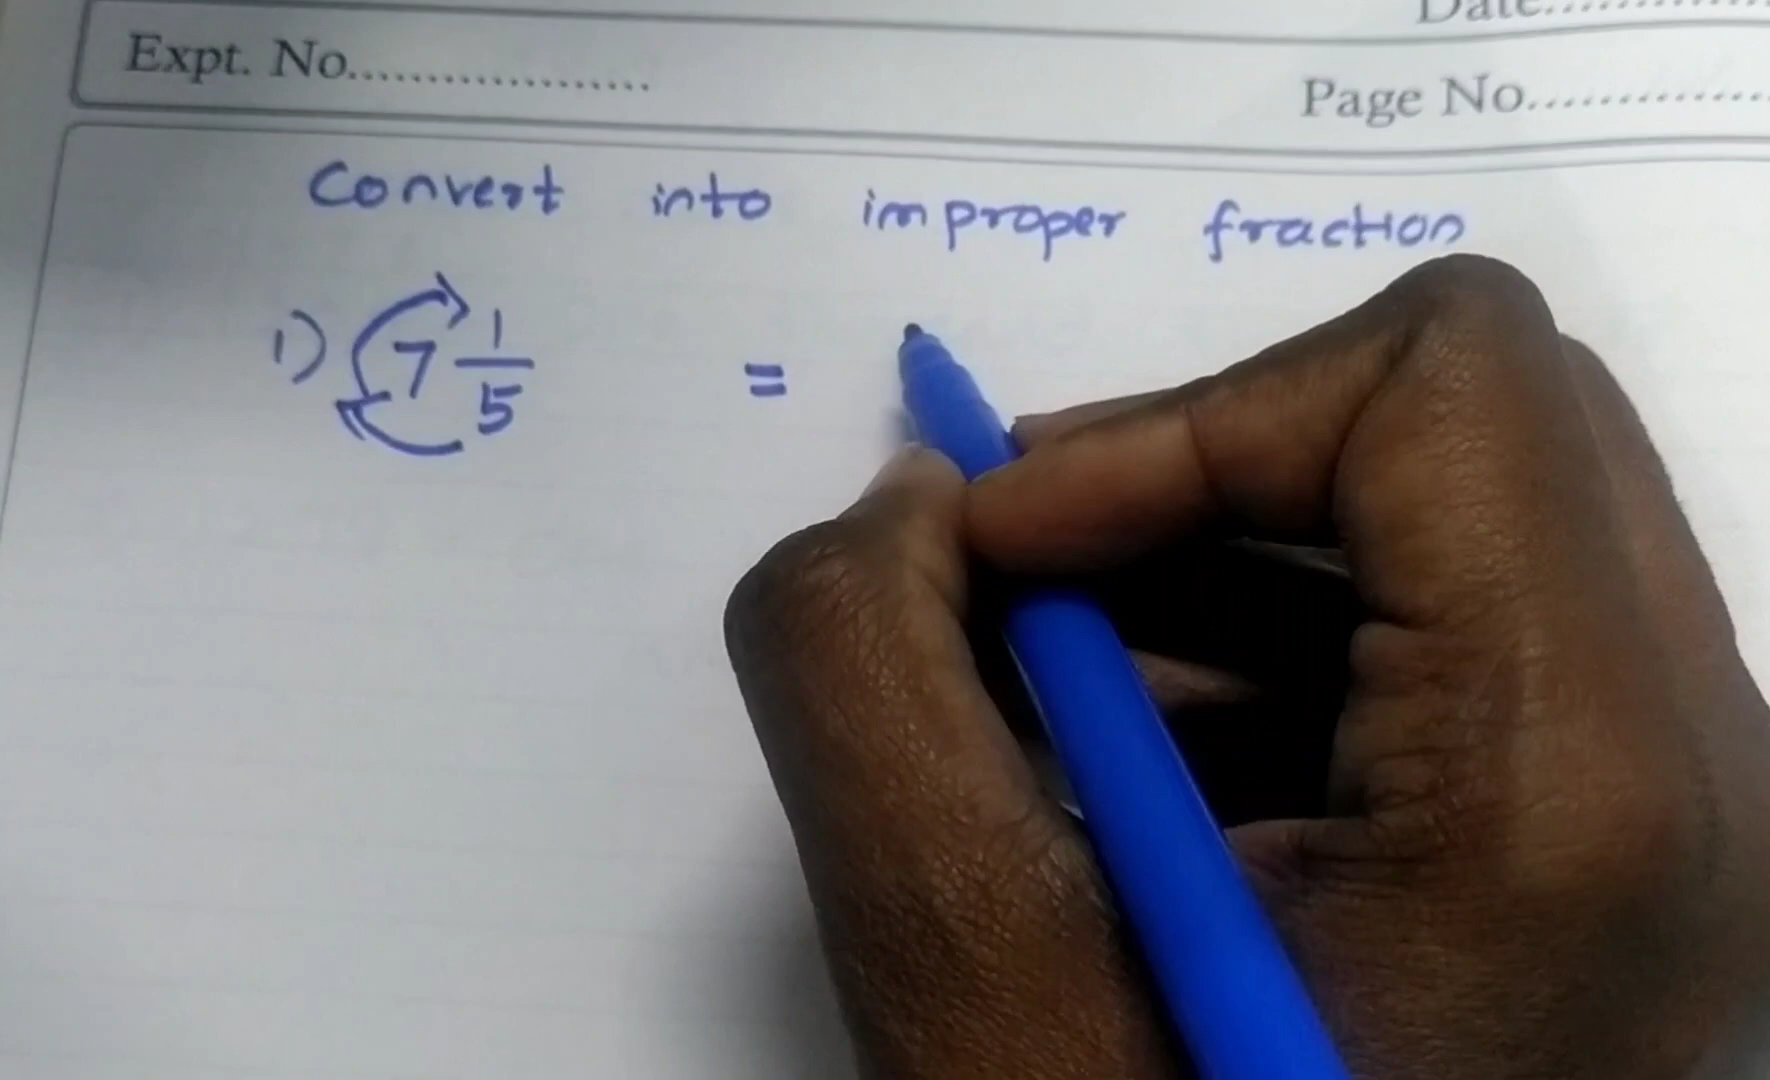 Date..............
Expt. No....................
Page No..............
Convert into improper fraction
1) 7 1/5 =